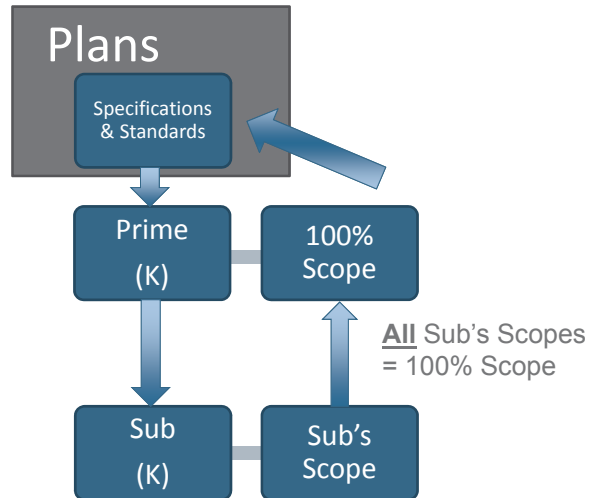 Plans
Specifications
& Standards
Prime
(K)
100%
Scope
All Sub's Scopes
= 100% Scope
Sub
(K)
Sub's
Scope